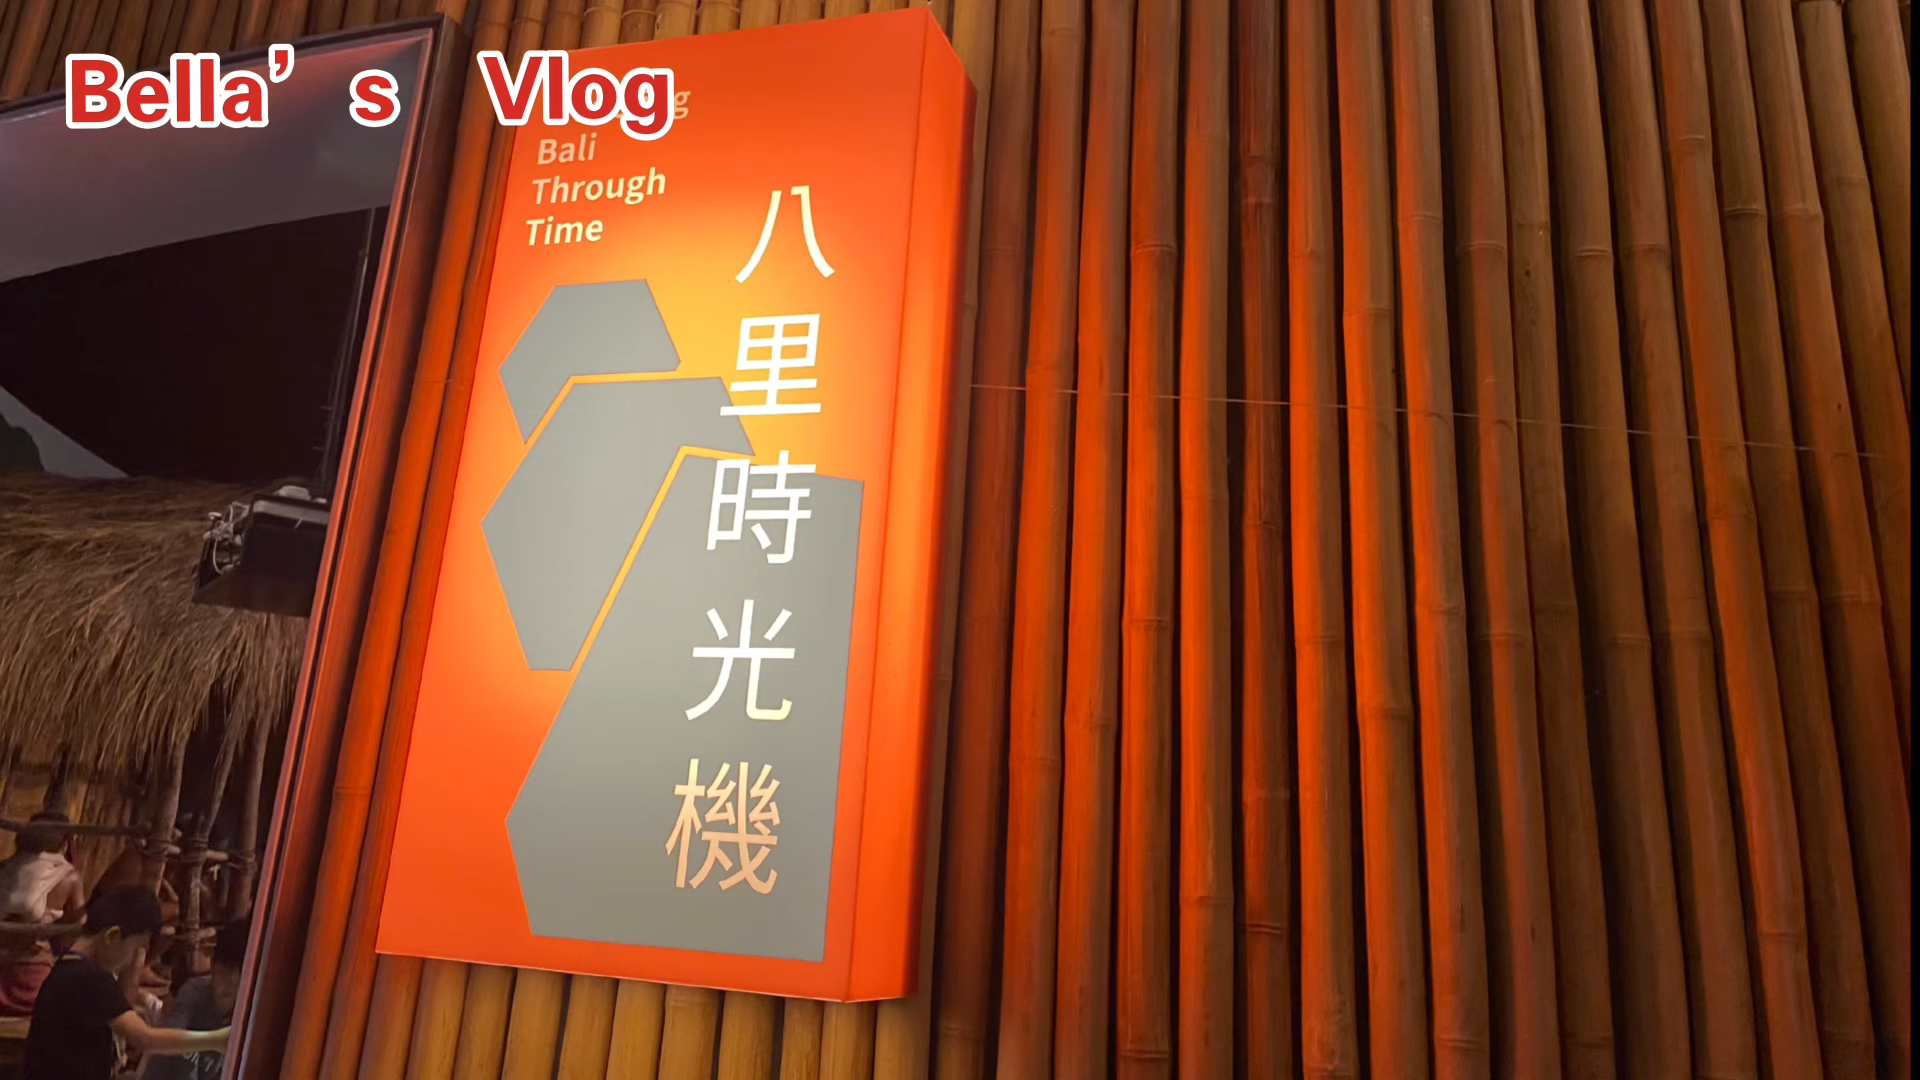 Bella’s Vlog
Bali
Through
Time
八里時光機